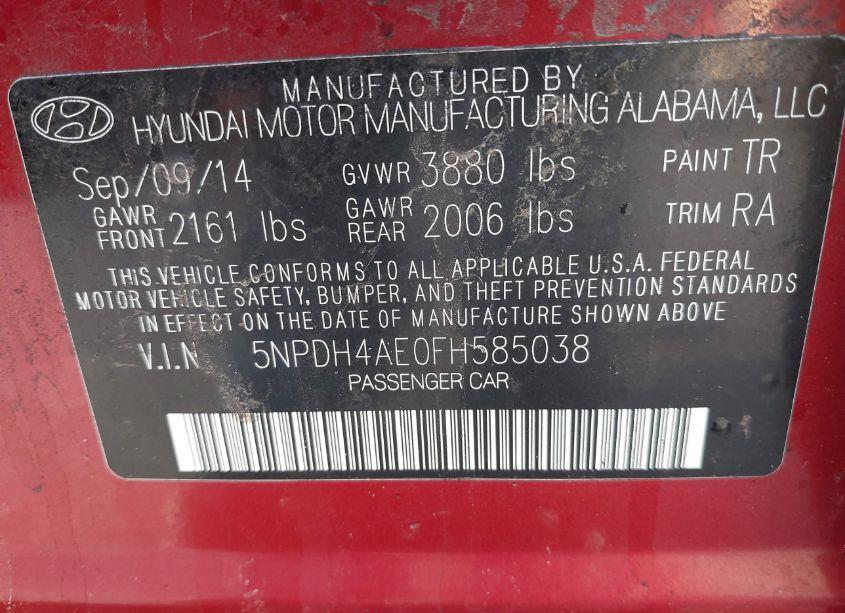 MANUFACTURED BY
HYUNDAI MOTOR MANUFACTURING ALABAMA, LLC
Sep/09/14 GVWR 3880 lbs PAINT TR
GAWR FRONT 2161 lbs GAWR REAR 2006 lbs TRIM RA
THIS VEHICLE CONFORMS TO ALL APPLICABLE U.S.A. FEDERAL
MOTOR VEHICLE SAFETY, BUMPER, AND THEFT PREVENTION STANDARDS
IN EFFECT ON THE DATE OF MANUFACTURE SHOWN ABOVE
V.I.N 5NPDH4AE0FH585038
PASSENGER CAR